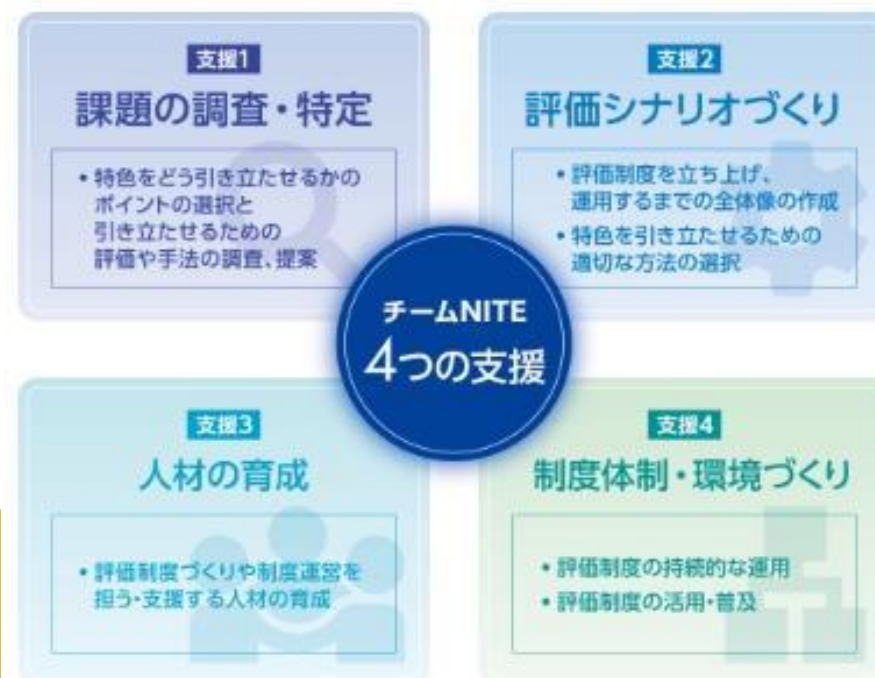 支援1
課題の調査・特定
・特色をどう引き立たせるかの
ポイントの選択と
引き立たせるための
評価や手法の調査、提案
支援2
評価シナリオづくり
・評価制度を立ち上げ、
運用するまでの全体像の作成
・特色を引き立たせるための
適切な方法の選択
チームNITE
4つの支援
支援3
人材の育成
・評価制度づくりや制度運営を
担う・支援する人材の育成
支援4
制度体制・環境づくり
・評価制度の持続的な運用
・評価制度の活用・普及